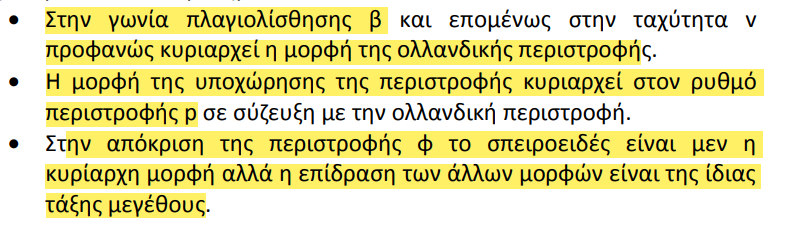 • Στην γωνία πλαγιολίσθησης β και επομένως στην ταχύτητα v
προφανώς κυριαρχεί η μορφή της ολλανδικής περιστροφής.
• Η μορφή της υποχώρησης της περιστροφής κυριαρχεί στον ρυθμό
περιστροφής p σε σύζευξη με την ολλανδική περιστροφή.
• Στην απόκριση της περιστροφής φ το σπειροειδές είναι μεν η
κυρίαρχη μορφή αλλά η επίδραση των άλλων μορφών είναι της ίδιας
τάξης μεγέθους.